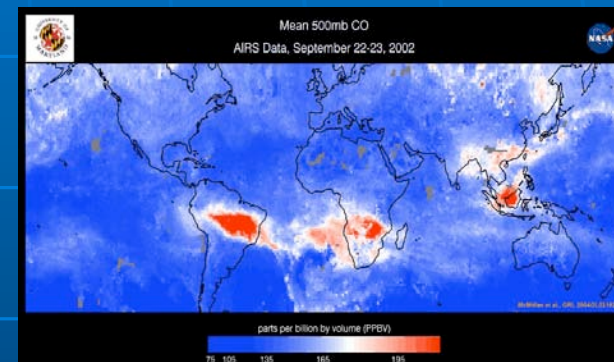 Mean 500mb CO
AIRS Data, September 22-23, 2002
NASA
parts per billion by volume (PPBV)
75 105 135 165 195